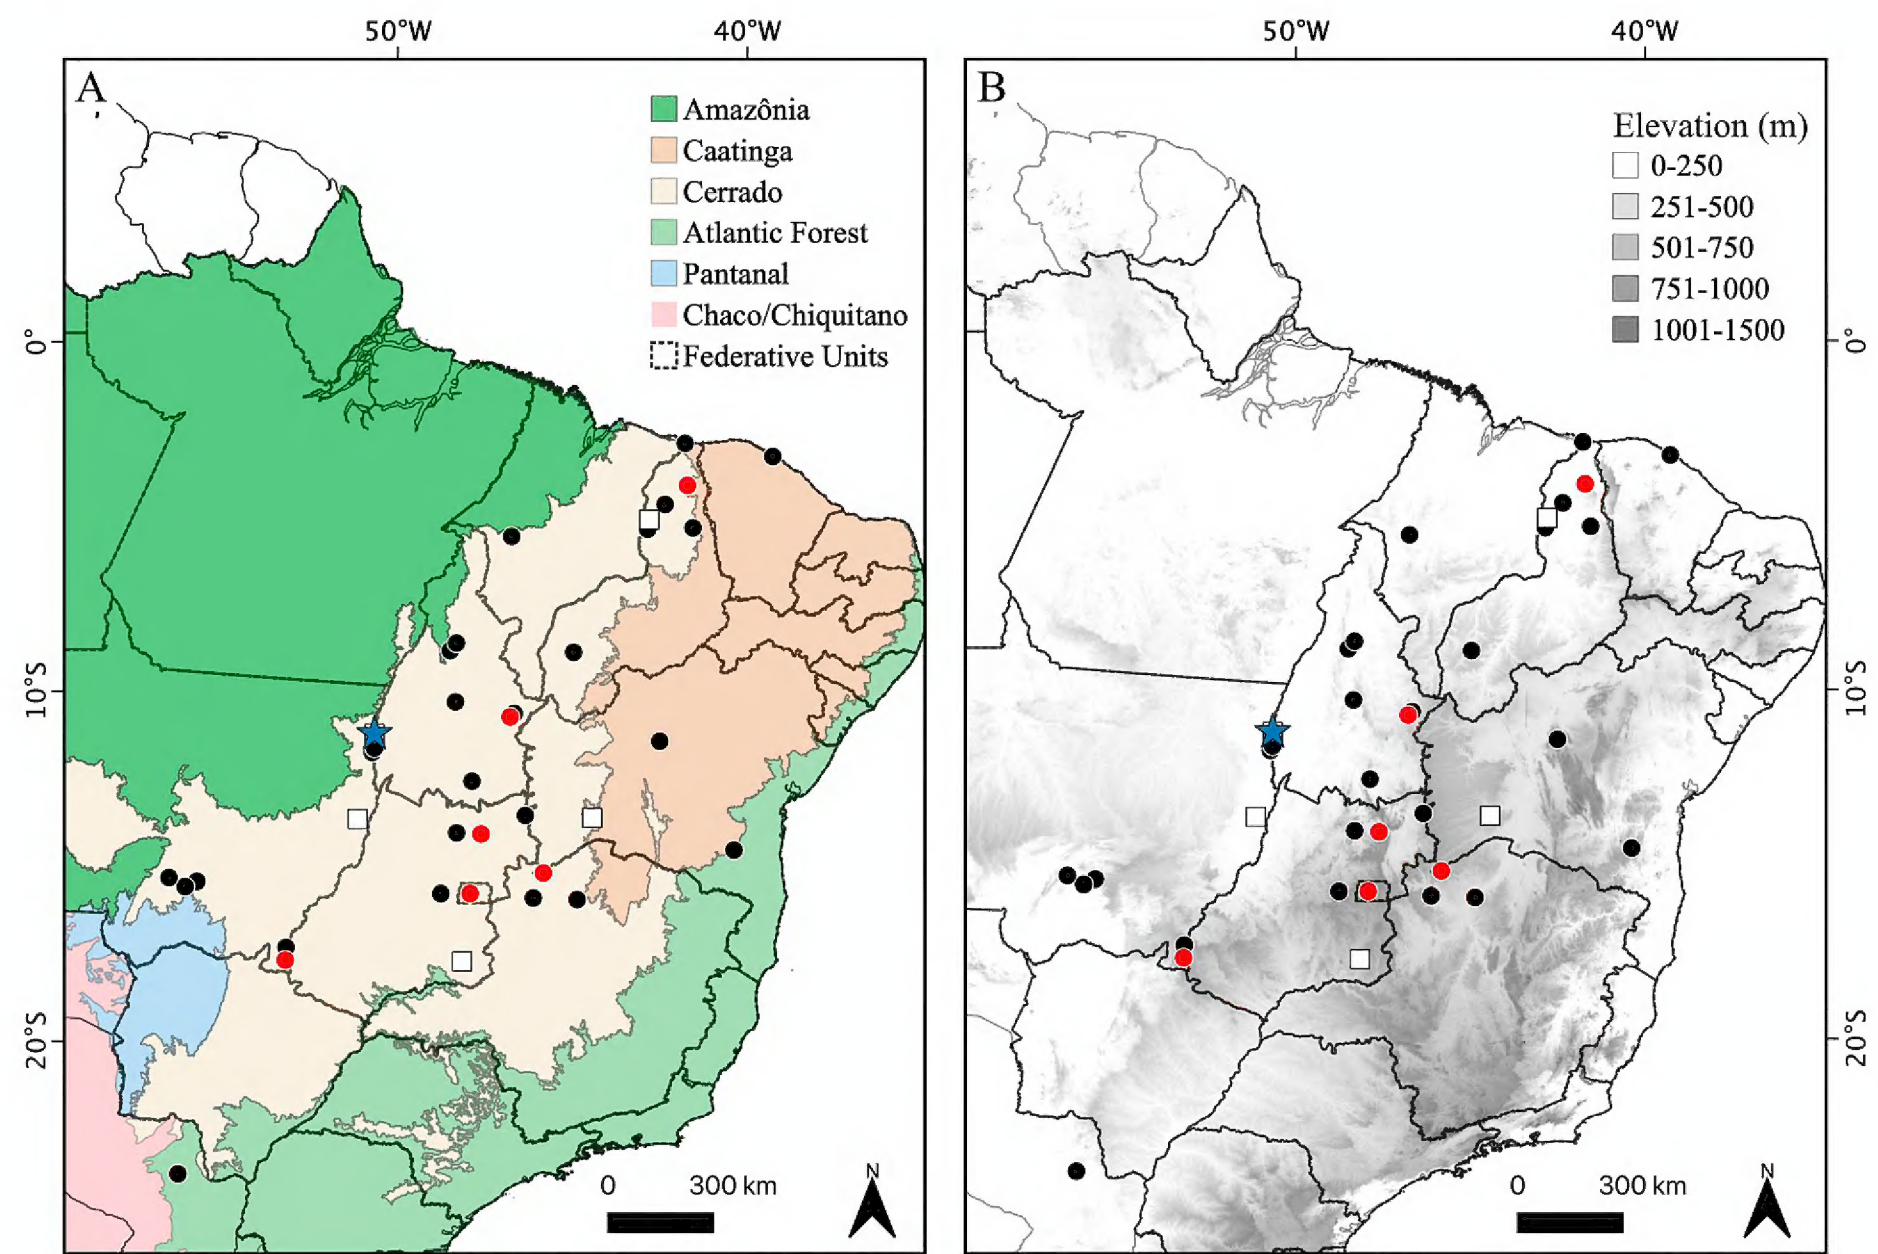 50°W 40°W 50°W 40°W
A
Amazônia
Caatinga
Cerrado
Atlantic Forest
Pantanal
Chaco/Chiquitano
Federative Units
0°
10°S
20°S
0 300 km
N
B
Elevation (m)
0-250
251-500
501-750
751-1000
1001-1500
0°
10°S
20°S
0 300 km
N